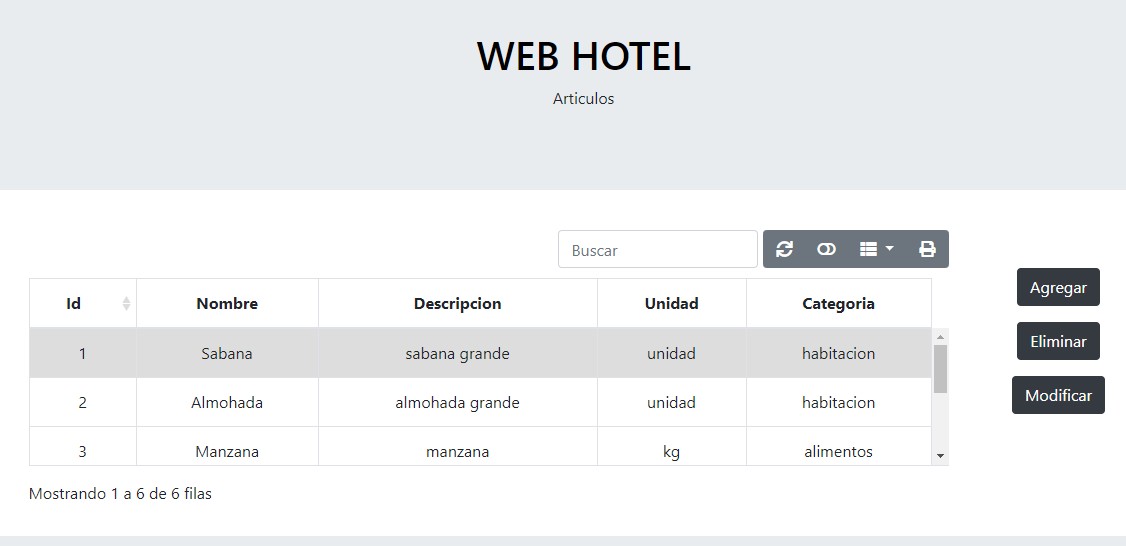 WEB HOTEL
Articulos
Buscar
Id Nombre Descripcion Unidad Categoria
1 Sabana sabana grande unidad habitacion
2 Almohada almohada grande unidad habitacion
3 Manzana manzana kg alimentos
Agregar
Eliminar
Modificar
Mostrando 1 a 6 de 6 filas